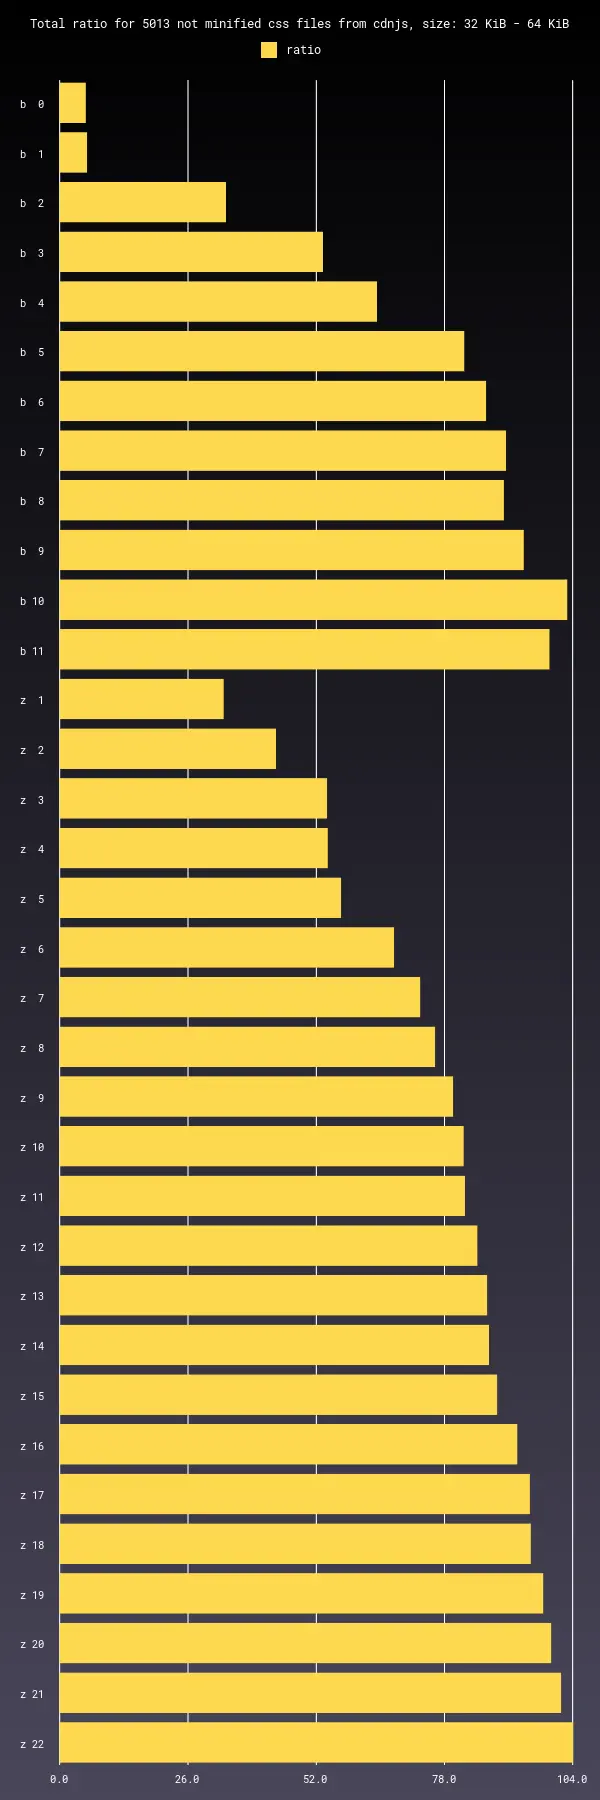 Total ratio for 5013 not minified css files from cdnjs, size: 32 KiB - 64 KiB
ratio
b 0
b 1
b 2
b 3
b 4
b 5
b 6
b 7
b 8
b 9
b 10
b 11
z 1
z 2
z 3
z 4
z 5
z 6
z 7
z 8
z 9
z 10
z 11
z 12
z 13
z 14
z 15
z 16
z 17
z 18
z 19
z 20
z 21
z 22
0.0 26.0 52.0 78.0 104.0